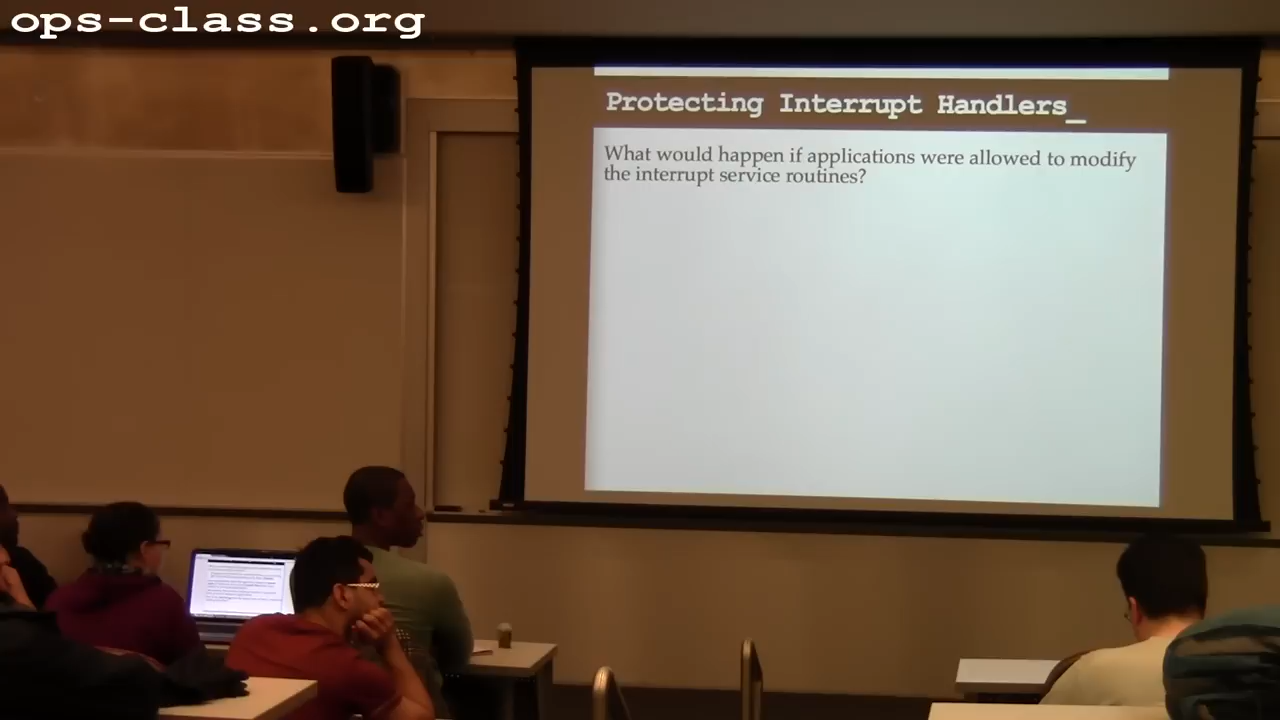 ops-class.org
Protecting Interrupt Handlers_
What would happen if applications were allowed to modify
the interrupt service routines?